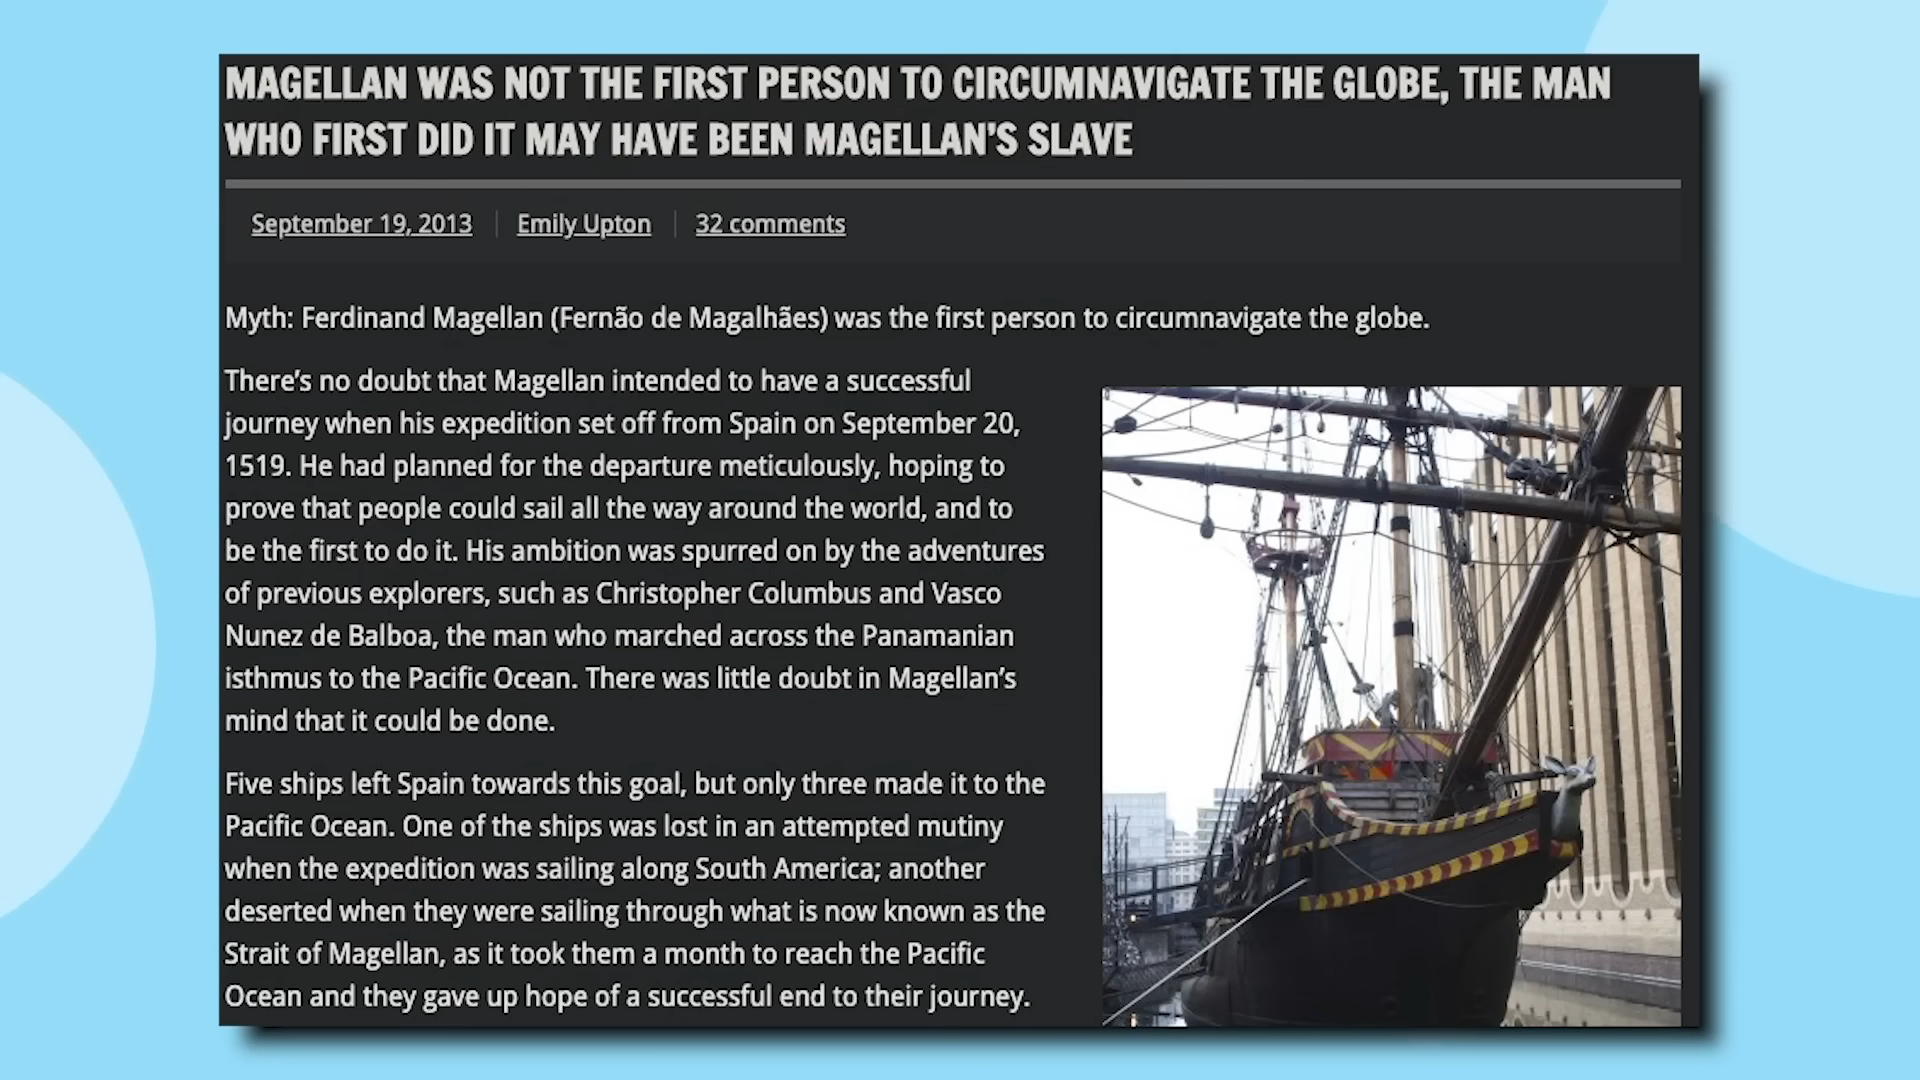 MAGELLAN WAS NOT THE FIRST PERSON TO CIRCUMNAVIGATE THE GLOBE, THE MAN
WHO FIRST DID IT MAY HAVE BEEN MAGELLAN'S SLAVE
September 19, 2013 | Emily Upton | 32 comments
Myth: Ferdinand Magellan (Fernão de Magalhães) was the first person to circumnavigate the globe.
There's no doubt that Magellan intended to have a successful
journey when his expedition set off from Spain on September 20,
1519. He had planned for the departure meticulously, hoping to
prove that people could sail all the way around the world, and to
be the first to do it. His ambition was spurred on by the adventures
of previous explorers, such as Christopher Columbus and Vasco
Nunez de Balboa, the man who marched across the Panamanian
isthmus to the Pacific Ocean. There was little doubt in Magellan's
mind that it could be done.
Five ships left Spain towards this goal, but only three made it to the
Pacific Ocean. One of the ships was lost in an attempted mutiny
when the expedition was sailing along South America; another
deserted when they were sailing through what is now known as the
Strait of Magellan, as it took them a month to reach the Pacific
Ocean and they gave up hope of a successful end to their journey.